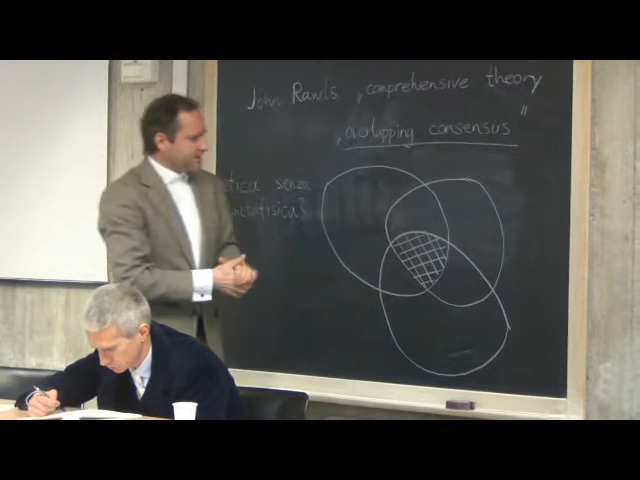 John Rawls „comprehensive theory"
„overlapping consensus"
etica senza
metafisica?